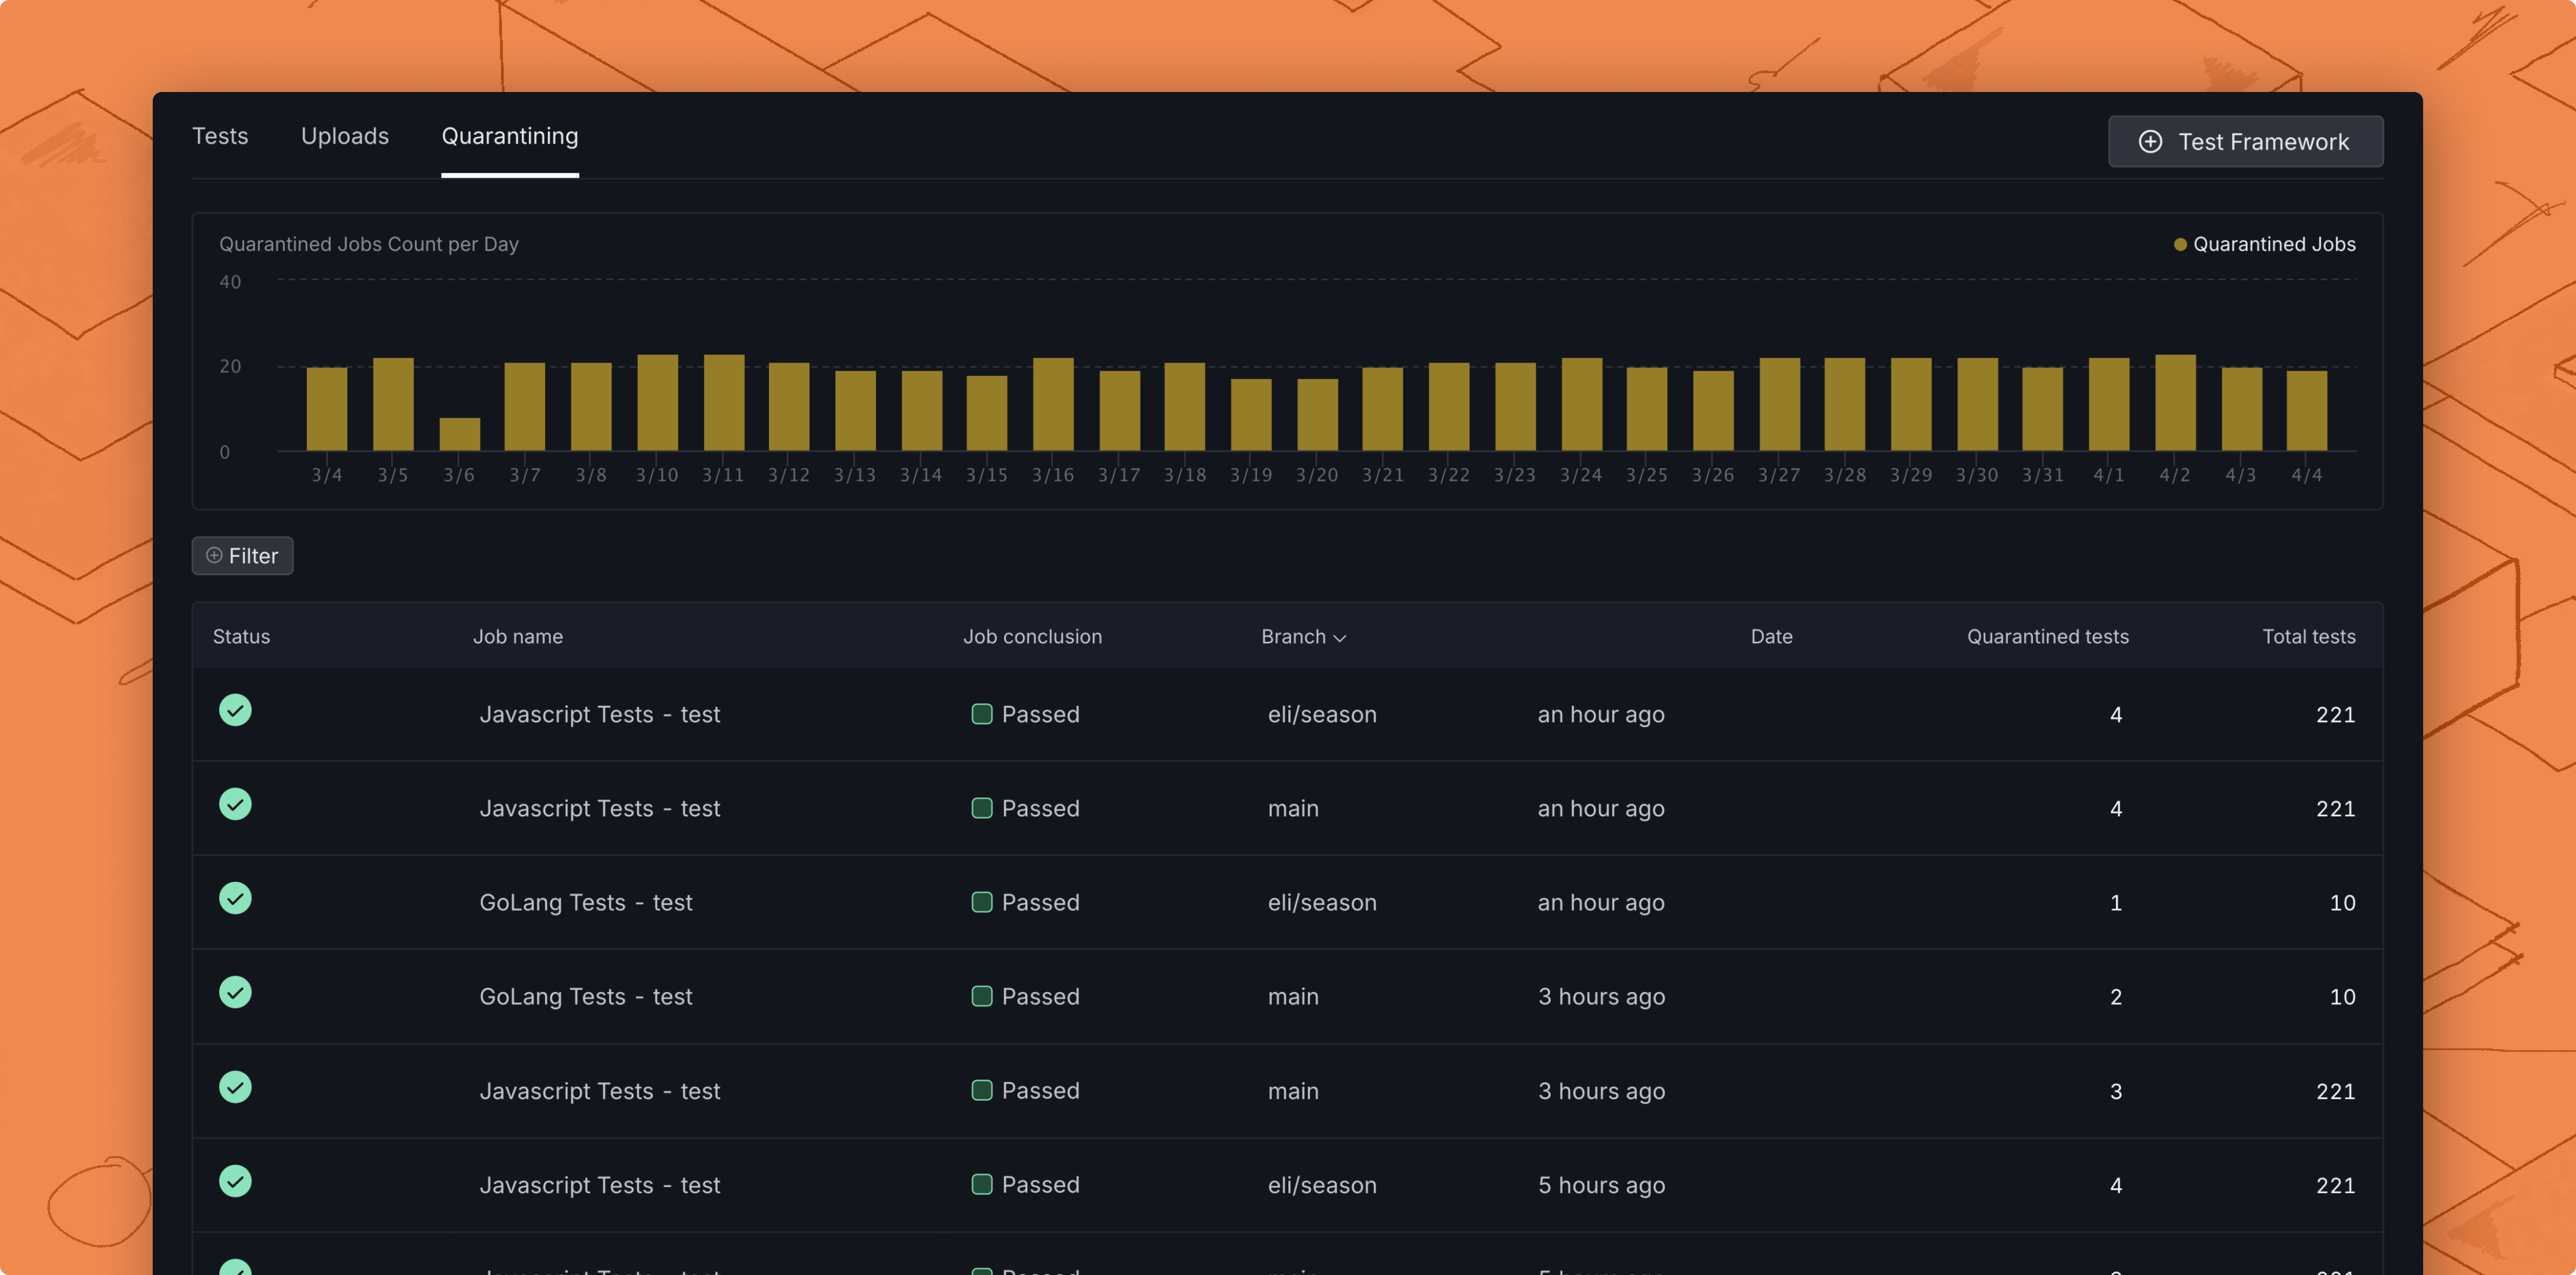 Tests Uploads Quarantining Test Framework
Quarantined Jobs Count per Day Quarantined Jobs
40
20
0
3/4 3/5 3/6 3/7 3/8 3/10 3/11 3/12 3/13 3/14 3/15 3/16 3/17 3/18 3/19 3/20 3/21 3/22 3/23 3/24 3/25 3/26 3/27 3/28 3/29 3/30 3/31 4/1 4/2 4/3 4/4
Filter
Status Job name Job conclusion Branch Date Quarantined tests Total tests
Javascript Tests - test Passed eli/season an hour ago 4 221
Javascript Tests - test Passed main an hour ago 4 221
GoLang Tests - test Passed eli/season an hour ago 1 10
GoLang Tests - test Passed main 3 hours ago 2 10
Javascript Tests - test Passed main 3 hours ago 3 221
Javascript Tests - test Passed eli/season 5 hours ago 4 221